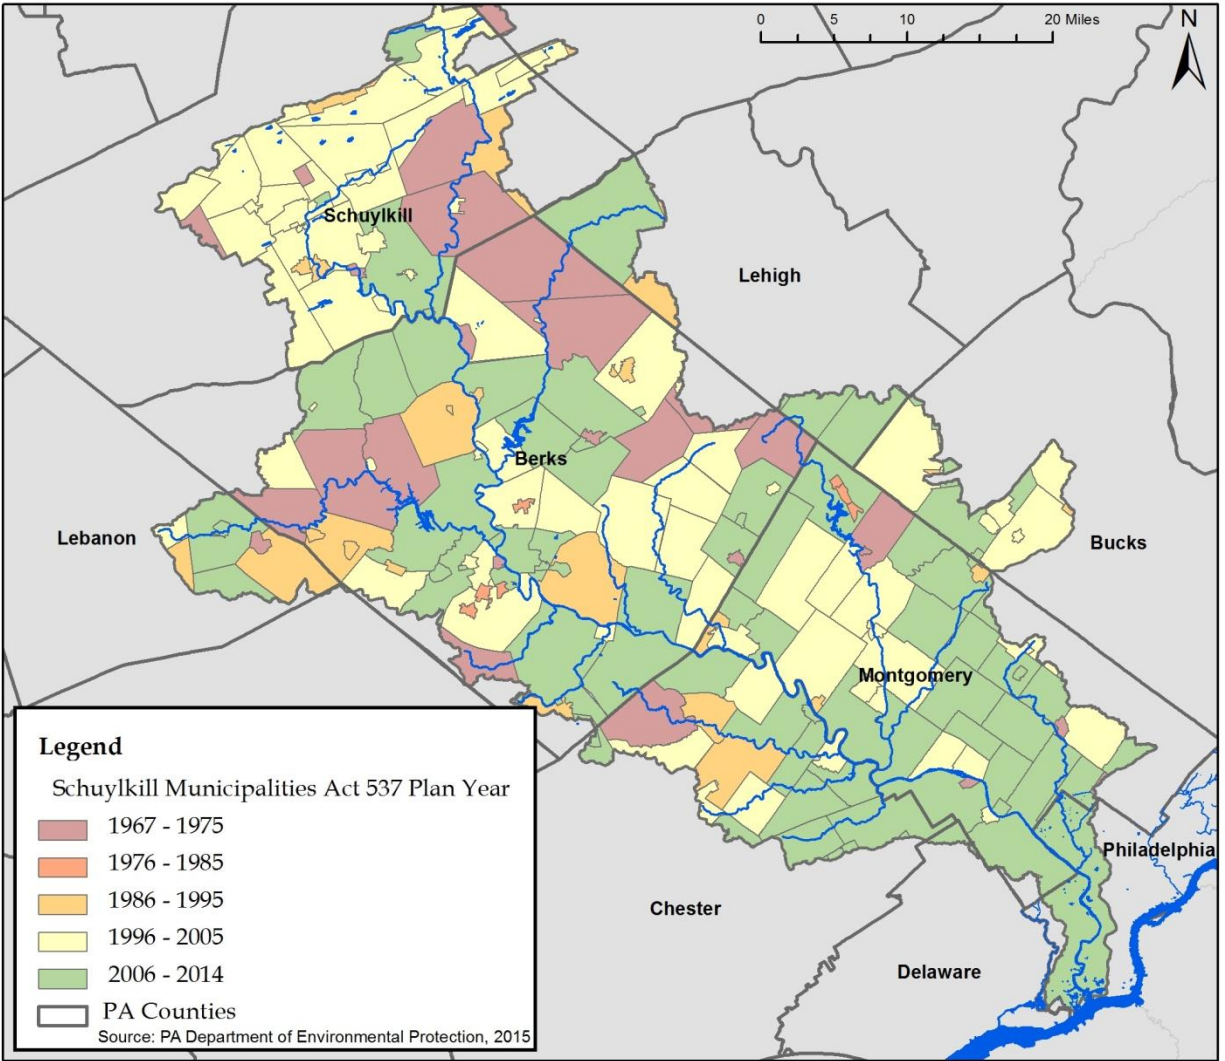 0 5 10 20 Miles
N
Schuylkill
Lehigh
Berks
Lebanon
Bucks
Montgomery
Philadelphia
Chester
Delaware
Legend
Schuylkill Municipalities Act 537 Plan Year
1967 - 1975
1976 - 1985
1986 - 1995
1996 - 2005
2006 - 2014
PA Counties
Source: PA Department of Environmental Protection, 2015